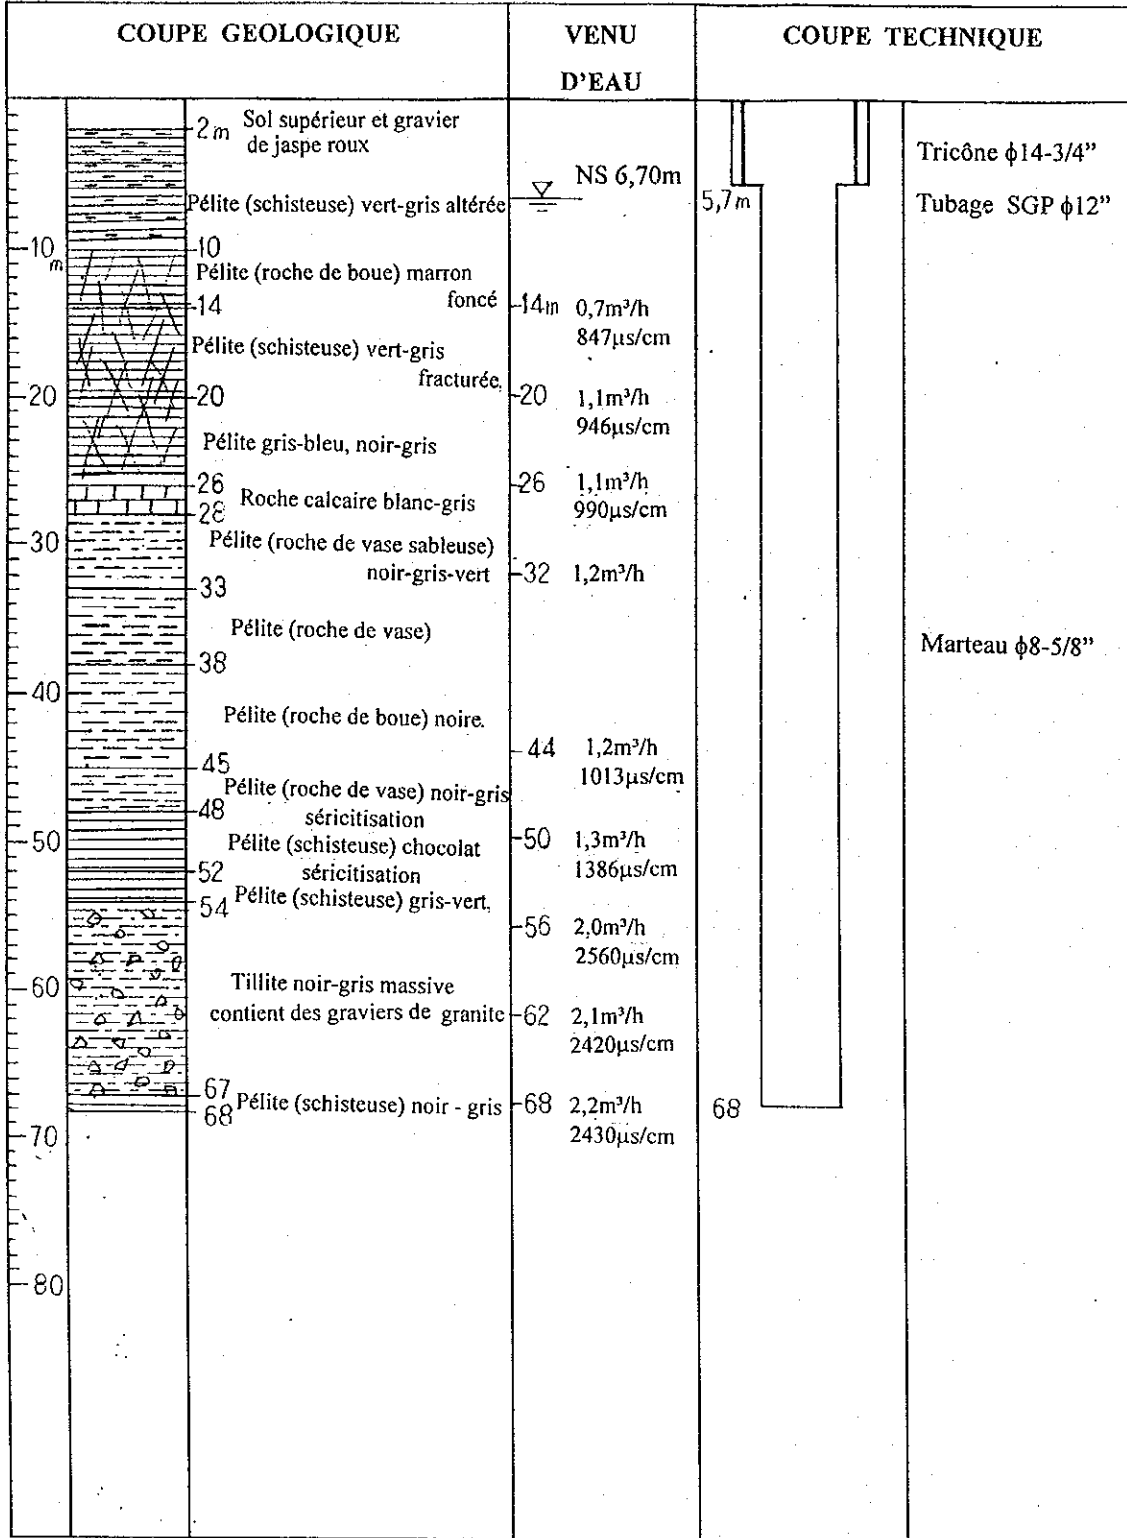 COUPE GEOLOGIQUE
VENU
D'EAU
COUPE TECHNIQUE
2m
Sol supérieur et gravier
de jaspe roux
Pélite (schisteuse) vert-gris altérée
10
m
10
Pélite (roche de boue) marron
foncé
14
Pélite (schisteuse) vert-gris
fracturée.
20
20
Pélite gris-bleu, noir-gris
26
Roche calcaire blanc-gris
28
30
Pélite (roche de vase sableuse)
noir-gris-vert
33
Pélite (roche de vase)
38
40
Pélite (roche de boue) noire.
45
Pélite (roche de vase) noir-gris
48
séricitisation
50
Pélite (schisteuse) chocolat
52
séricitisation
54
Pélite (schisteuse) gris-vert.
60
Tillite noir-gris massive
contient des graviers de granite
67
68
Pélite (schisteuse) noir - gris
70
80
NS 6,70m
14m 0,7m³/h
847µs/cm
20 1,1m³/h
946µs/cm
26 1,1m³/h
990µs/cm
32 1,2m³/h
44 1,2m³/h
1013µs/cm
50 1,3m³/h
1386µs/cm
56 2,0m³/h
2560µs/cm
62 2,1m³/h
2420µs/cm
68 2,2m³/h
2430µs/cm
5,7m
68
Tricône ϕ14-3/4”
Tubage SGP ϕ12”
Marteau ϕ8-5/8”